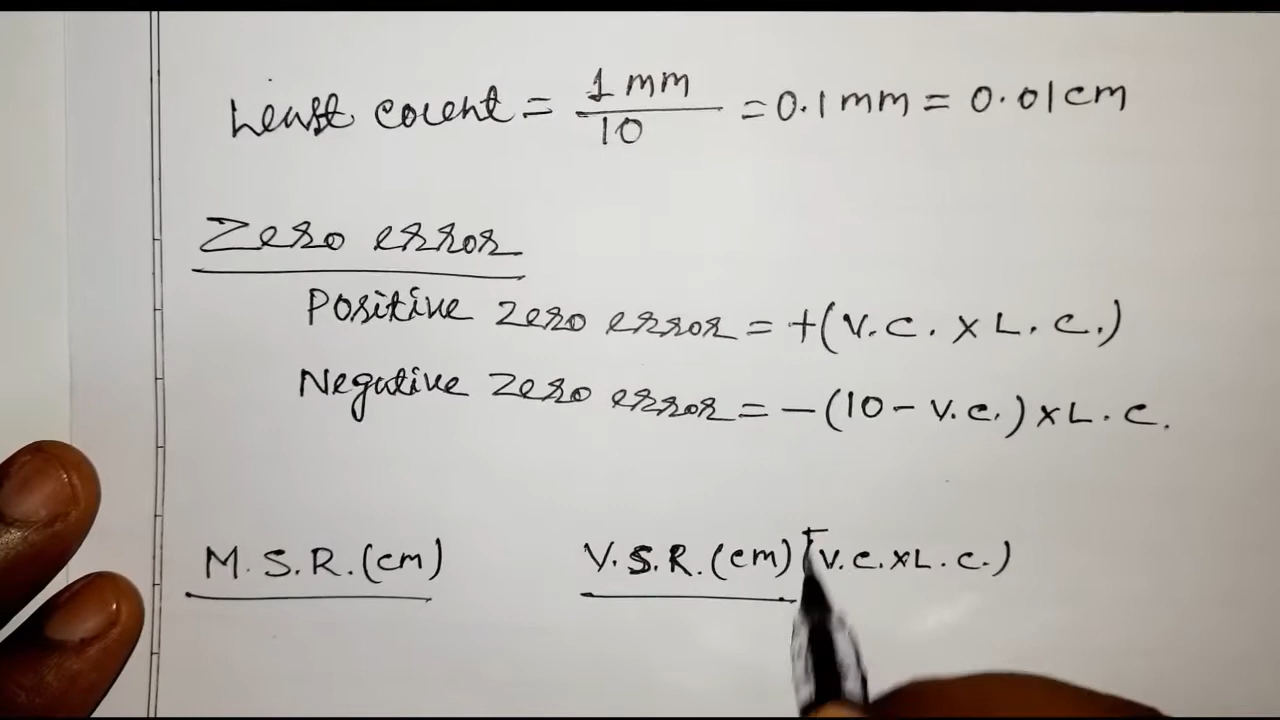 Least count = 1 mm / 10 = 0.1 mm = 0.01 cm
Zero error
Positive zero error = +(V.C. x L.C.)
Negative zero error = -(10 - V.C.) x L.C.
M.S.R. (cm) V.S.R. (cm) [V.C. x L.C.)